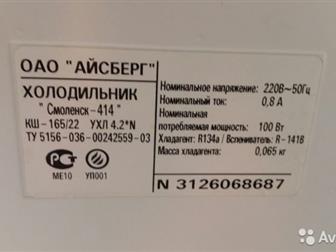 ОАО "АЙСБЕРГ"
ХОЛОДИЛЬНИК
"Смоленск-414"
КШ-165/22 УХЛ 4.2*N
ТУ 5156-036-00242559-03
МЕ10 УП001
Номинальное напряжение: 220В~50Гц
Номинальный ток: 0,8 А
Номинальная
потребляемая мощность: 100 Вт
Хладагент: R134a / Вспениватель: R-141B
Масса хладагента: 0,065 кг
N 3126068687
Avito